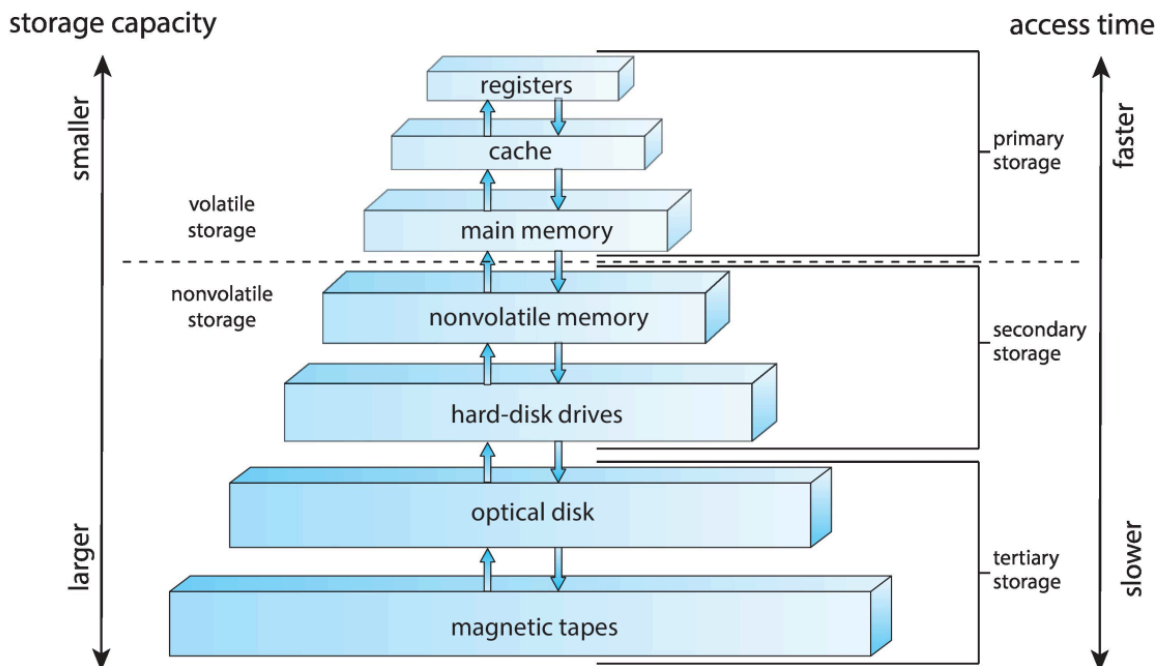 storage capacity
access time
smaller
registers
cache
primary
storage
faster
volatile
storage
main memory
nonvolatile
storage
nonvolatile memory
secondary
storage
hard-disk drives
optical disk
larger
tertiary
storage
slower
magnetic tapes